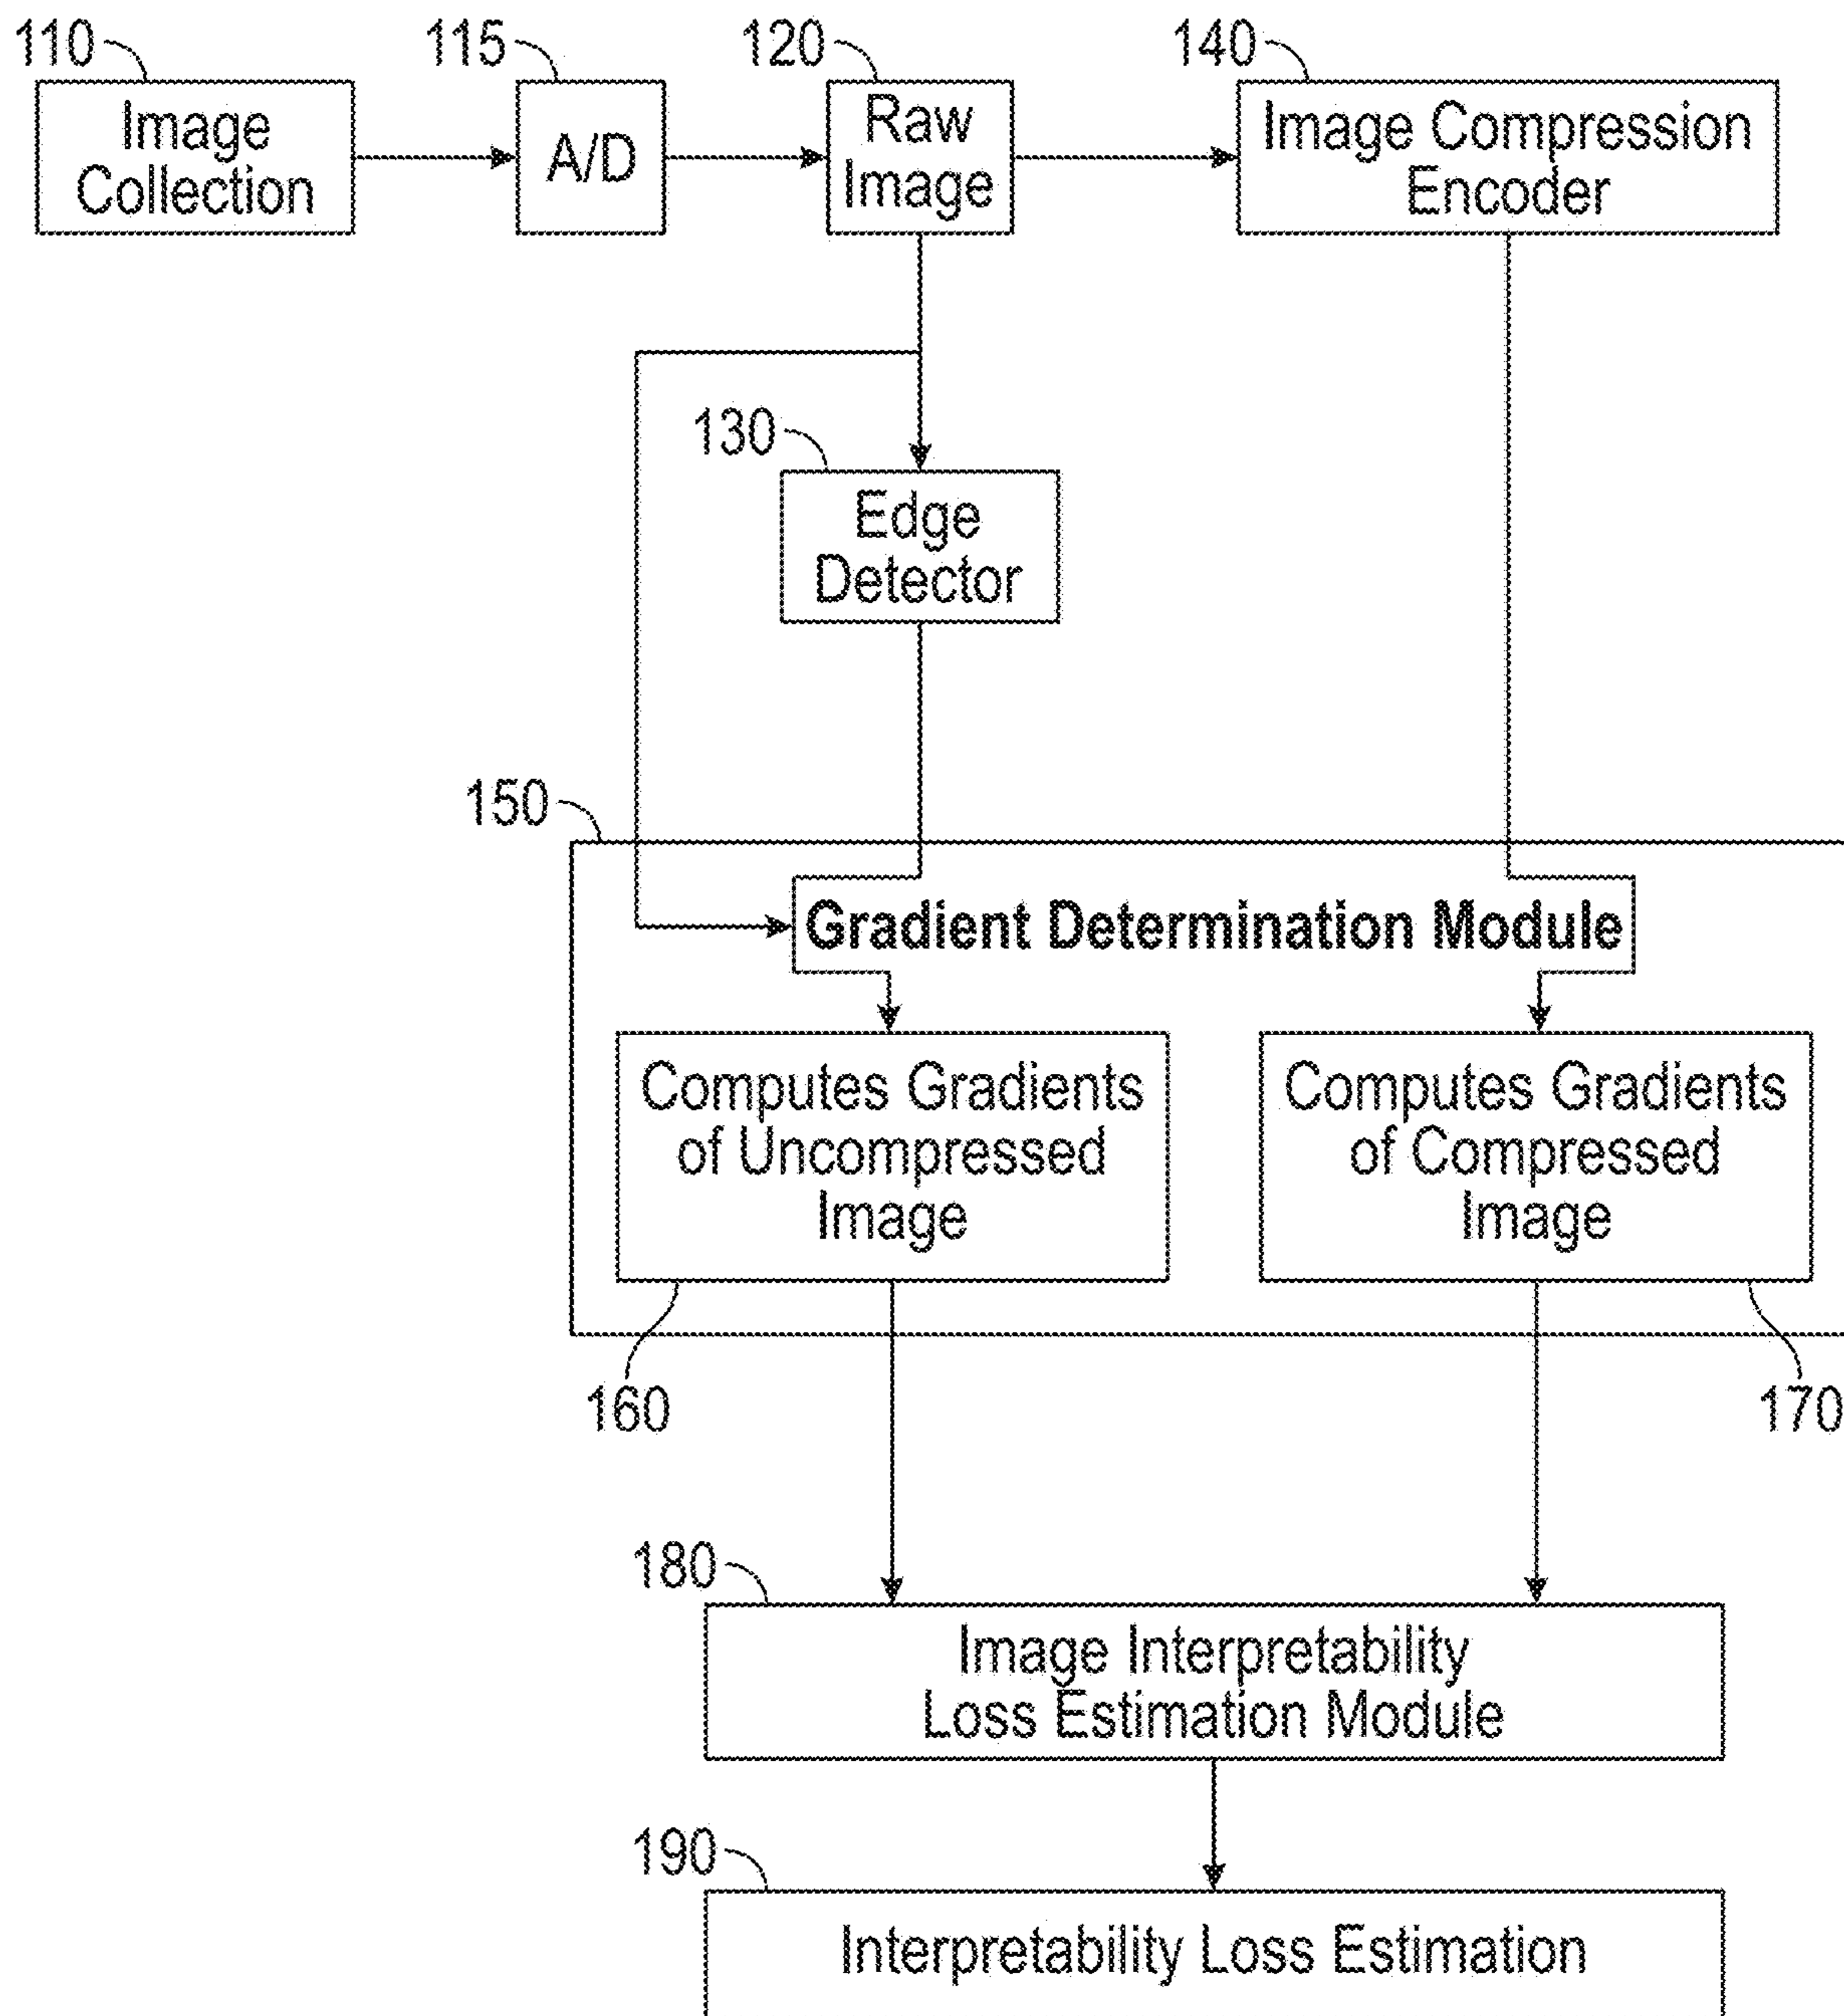 110
115
120
140
Image
Collection
A/D
Raw
Image
Image Compression
Encoder
130
Edge
Detector
150
Gradient Determination Module
Computes Gradients
of Uncompressed
Image
Computes Gradients
of Compressed
Image
160
170
180
Image Interpretability
Loss Estimation Module
190
Interpretability Loss Estimation